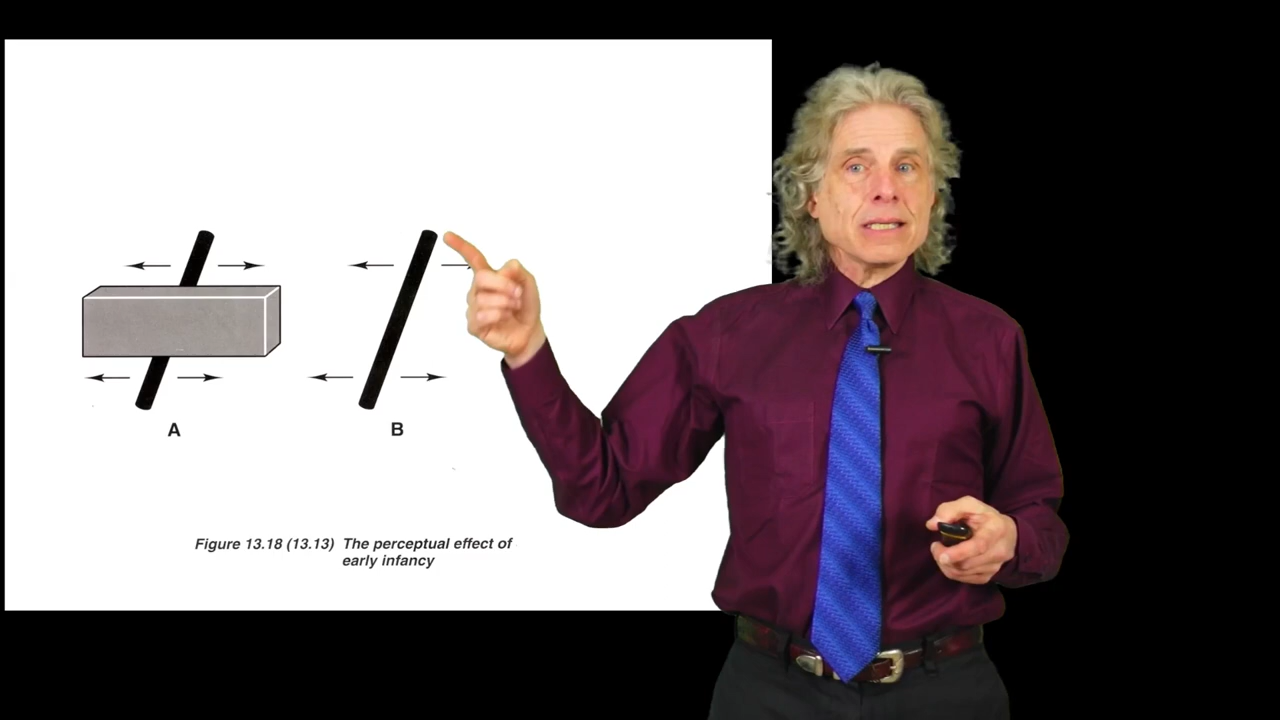 A
B
Figure 13.18 (13.13) The perceptual effect of
early infancy